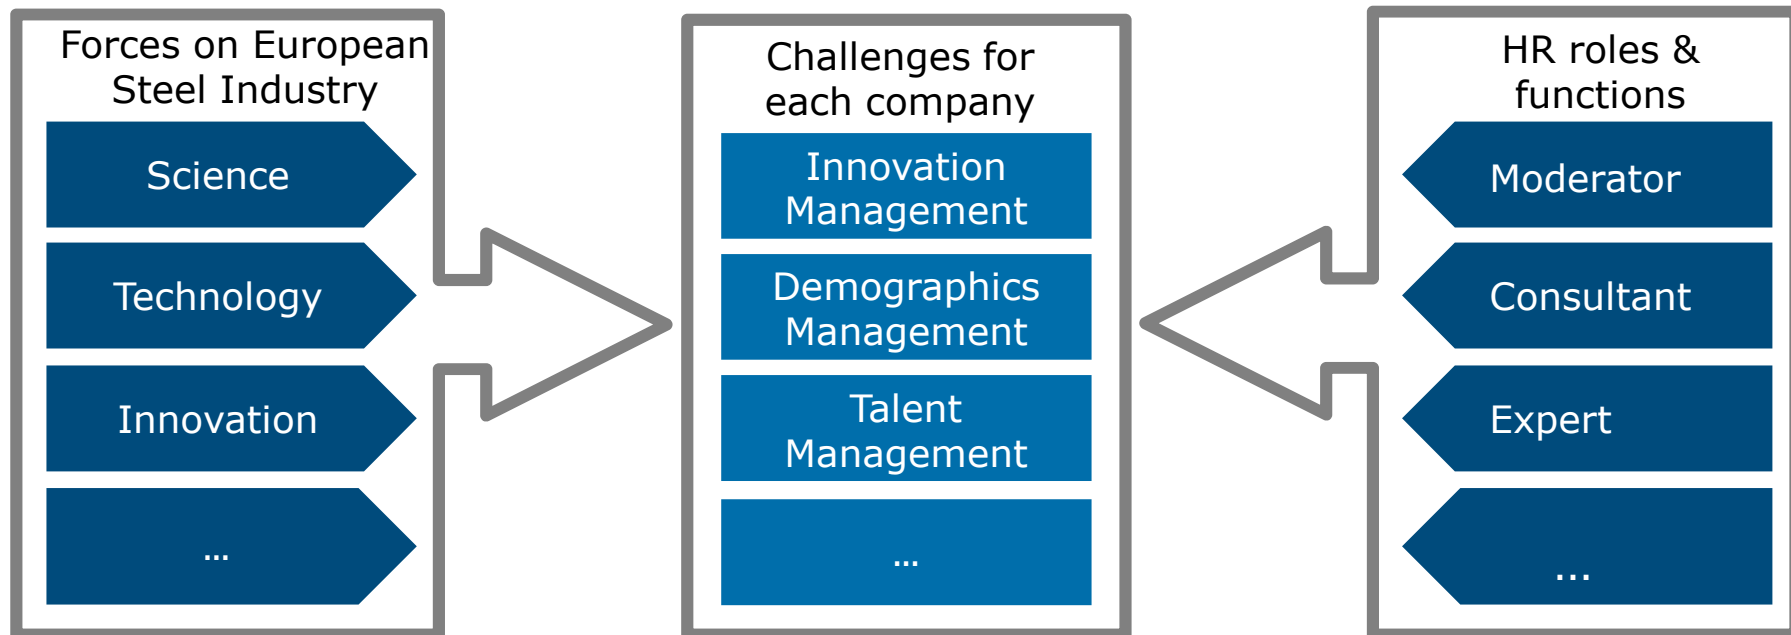 Forces on European
Steel Industry
Science
Technology
Innovation
...
Challenges for
each company
Innovation
Management
Demographics
Management
Talent
Management
...
HR roles &
functions
Moderator
Consultant
Expert
...